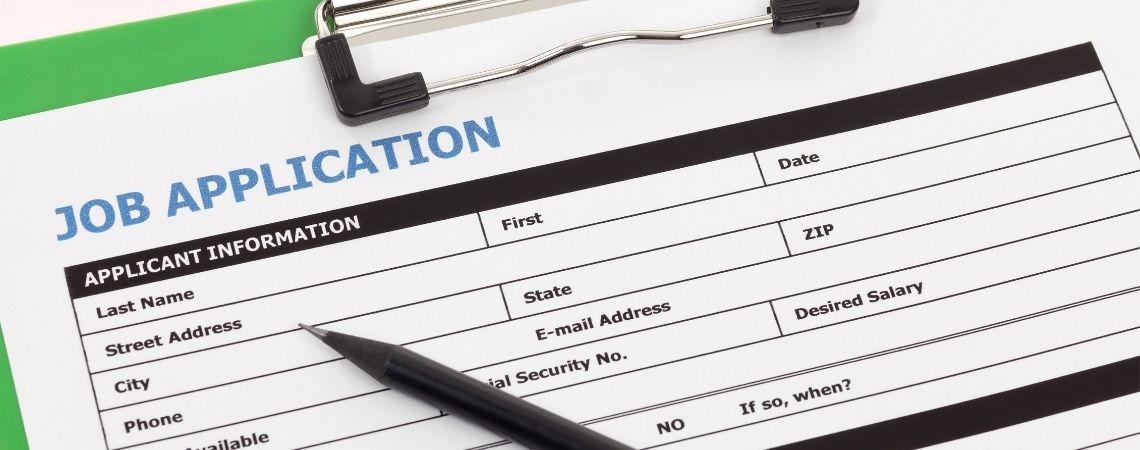 JOB APPLICATION
APPLICANT INFORMATION
Last Name First Date
Street Address
City State ZIP
Phone E-mail Address
Available ial Security No. Desired Salary
NO If so, when?